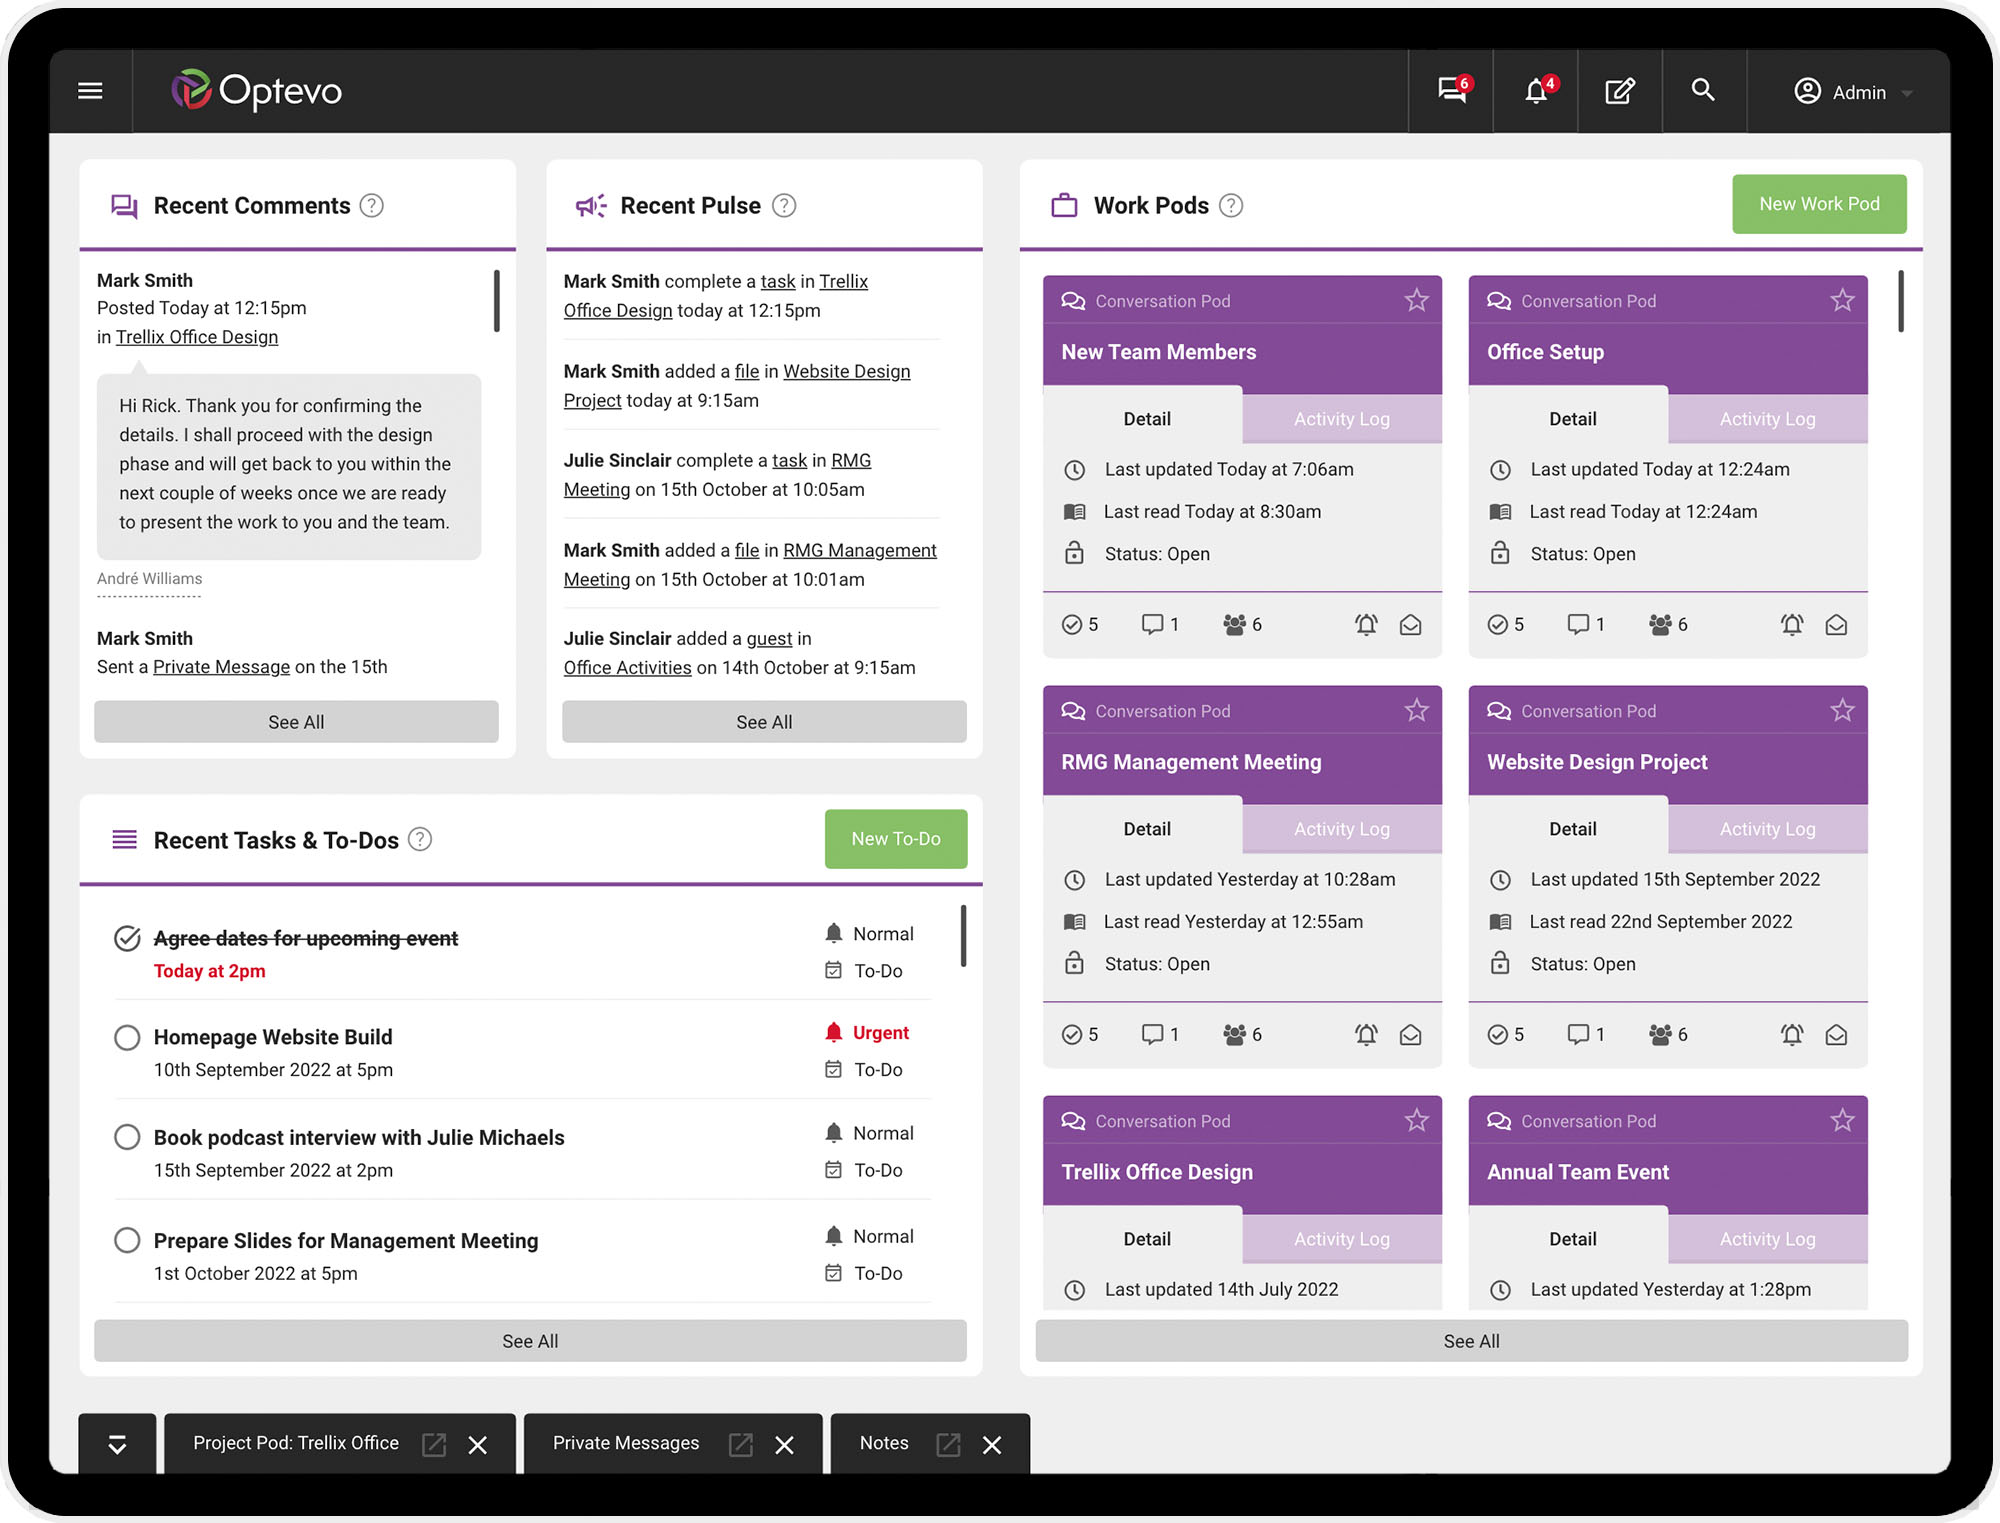 Optevo
6
4
Admin
Recent Comments ?
Mark Smith
Posted Today at 12:15pm
in Trellix Office Design
Hi Rick. Thank you for confirming the
details. I shall proceed with the design
phase and will get back to you within the
next couple of weeks once we are ready
to present the work to you and the team.
André Williams
Mark Smith
Sent a Private Message on the 15th
See All
Recent Pulse ?
Mark Smith complete a task in Trellix
Office Design today at 12:15pm
Mark Smith added a file in Website Design
Project today at 9:15am
Julie Sinclair complete a task in RMG
Meeting on 15th October at 10:05am
Mark Smith added a file in RMG Management
Meeting on 15th October at 10:01am
Julie Sinclair added a guest in
Office Activities on 14th October at 9:15am
See All
Recent Tasks & To-Dos ?
New To-Do
Agree dates for upcoming event
Today at 2pm
Normal
To-Do
Homepage Website Build
10th September 2022 at 5pm
Urgent
To-Do
Book podcast interview with Julie Michaels
15th September 2022 at 2pm
Normal
To-Do
Prepare Slides for Management Meeting
1st October 2022 at 5pm
Normal
To-Do
See All
Work Pods ?
New Work Pod
Conversation Pod
New Team Members
Detail
Activity Log
Last updated Today at 7:06am
Last read Today at 8:30am
Status: Open
5 1 6
Conversation Pod
Office Setup
Detail
Activity Log
Last updated Today at 12:24am
Last read Today at 12:24am
Status: Open
5 1 6
Conversation Pod
RMG Management Meeting
Detail
Activity Log
Last updated Yesterday at 10:28am
Last read Yesterday at 12:55am
Status: Open
5 1 6
Conversation Pod
Website Design Project
Detail
Activity Log
Last updated 15th September 2022
Last read 22nd September 2022
Status: Open
5 1 6
Conversation Pod
Trellix Office Design
Detail
Activity Log
Last updated 14th July 2022
Conversation Pod
Annual Team Event
Detail
Activity Log
Last updated Yesterday at 1:28pm
See All
Project Pod: Trellix Office
Private Messages
Notes